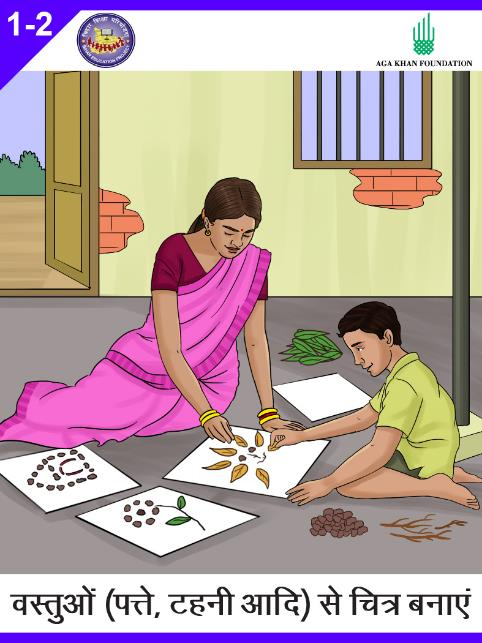 1-2
AGA KHAN FOUNDATION
वस्तुओं (पत्ते, टहनी आदि) से चित्र बनाएं